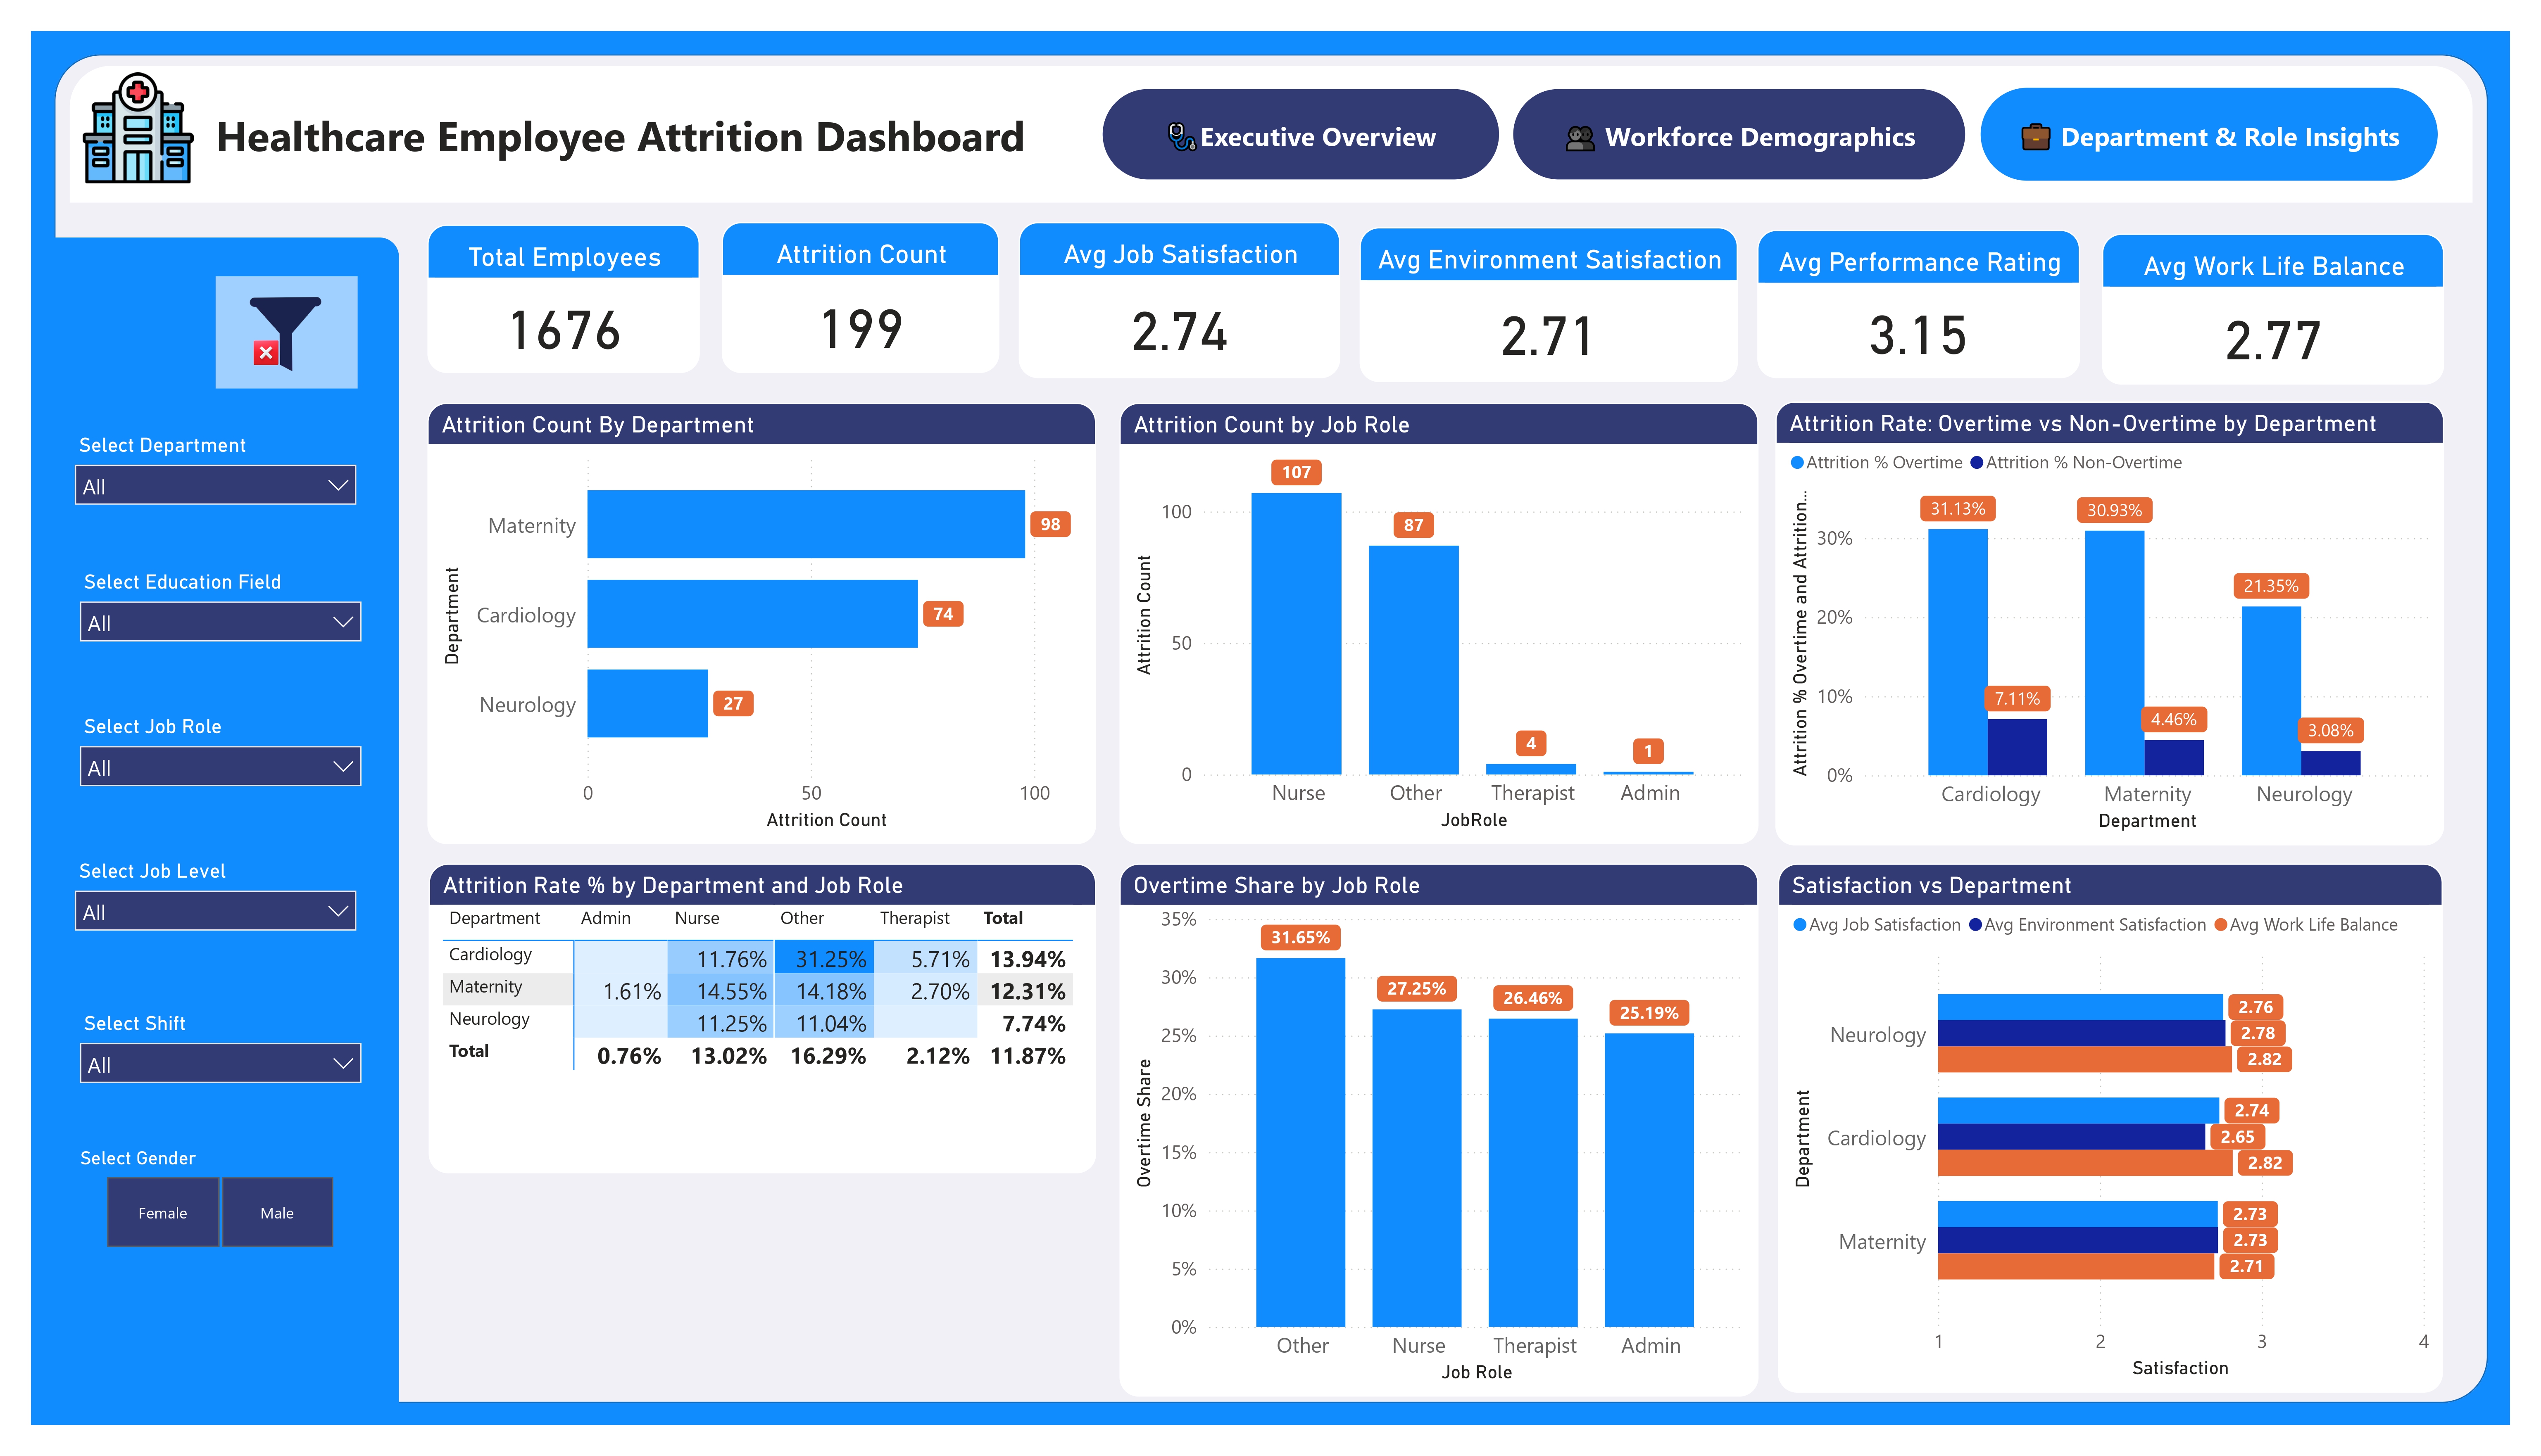 Healthcare Employee Attrition Dashboard
Executive Overview
Workforce Demographics
Department & Role Insights
Total Employees
1676
Attrition Count
199
Avg Job Satisfaction
2.74
Avg Environment Satisfaction
2.71
Avg Performance Rating
3.15
Avg Work Life Balance
2.77
Select Department
All
Select Education Field
All
Select Job Role
All
Select Job Level
All
Select Shift
All
Select Gender
Female Male
Attrition Count By Department
Department
Maternity 98
Cardiology 74
Neurology 27
0 50 100
Attrition Count
Attrition Count by Job Role
Attrition Count
100
50
0
107
87
4
1
Nurse Other Therapist Admin
JobRole
Attrition Rate: Overtime vs Non-Overtime by Department
Attrition % Overtime Attrition % Non-Overtime
Attrition % Overtime and Attrition...
30%
20%
10%
0%
31.13% 30.93%
21.35%
7.11%
4.46%
3.08%
Cardiology Maternity Neurology
Department
Attrition Rate % by Department and Job Role
Department Admin Nurse Other Therapist Total
Cardiology 11.76% 31.25% 5.71% 13.94%
Maternity 1.61% 14.55% 14.18% 2.70% 12.31%
Neurology 11.25% 11.04% 7.74%
Total 0.76% 13.02% 16.29% 2.12% 11.87%
Overtime Share by Job Role
Overtime Share
35%
30%
25%
20%
15%
10%
5%
0%
31.65%
27.25%
26.46%
25.19%
Other Nurse Therapist Admin
Job Role
Satisfaction vs Department
Avg Job Satisfaction Avg Environment Satisfaction Avg Work Life Balance
Department
Neurology
2.76
2.78
2.82
Cardiology
2.74
2.65
2.82
Maternity
2.73
2.73
2.71
1 2 3 4
Satisfaction